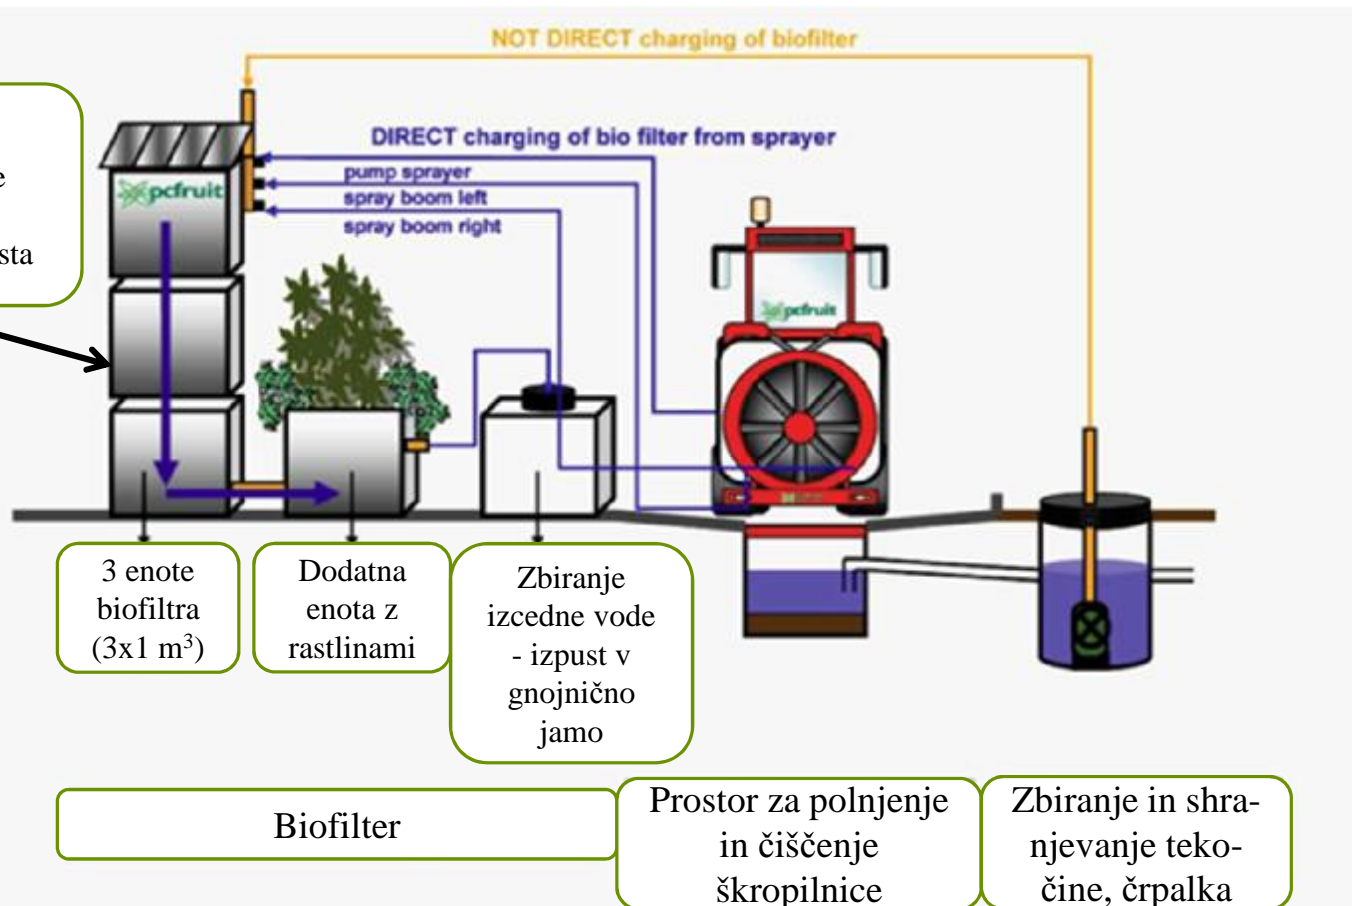 NOT DIRECT charging of biofilter
DIRECT charging of bio filter from sprayer
pump sprayer
spray boom left
spray boom right
e
sta
pcfruit
pcfruit
3 enote
biofiltra
(3x1 m³)
Dodatna
enota z
rastlinami
Zbiranje
izcedne vode
- izpust v
gnojnično
jamo
Biofilter
Prostor za polnjenje
in čiščenje
škropilnice
Zbiranje in shra-
njevanje teko-
čine, črpalka